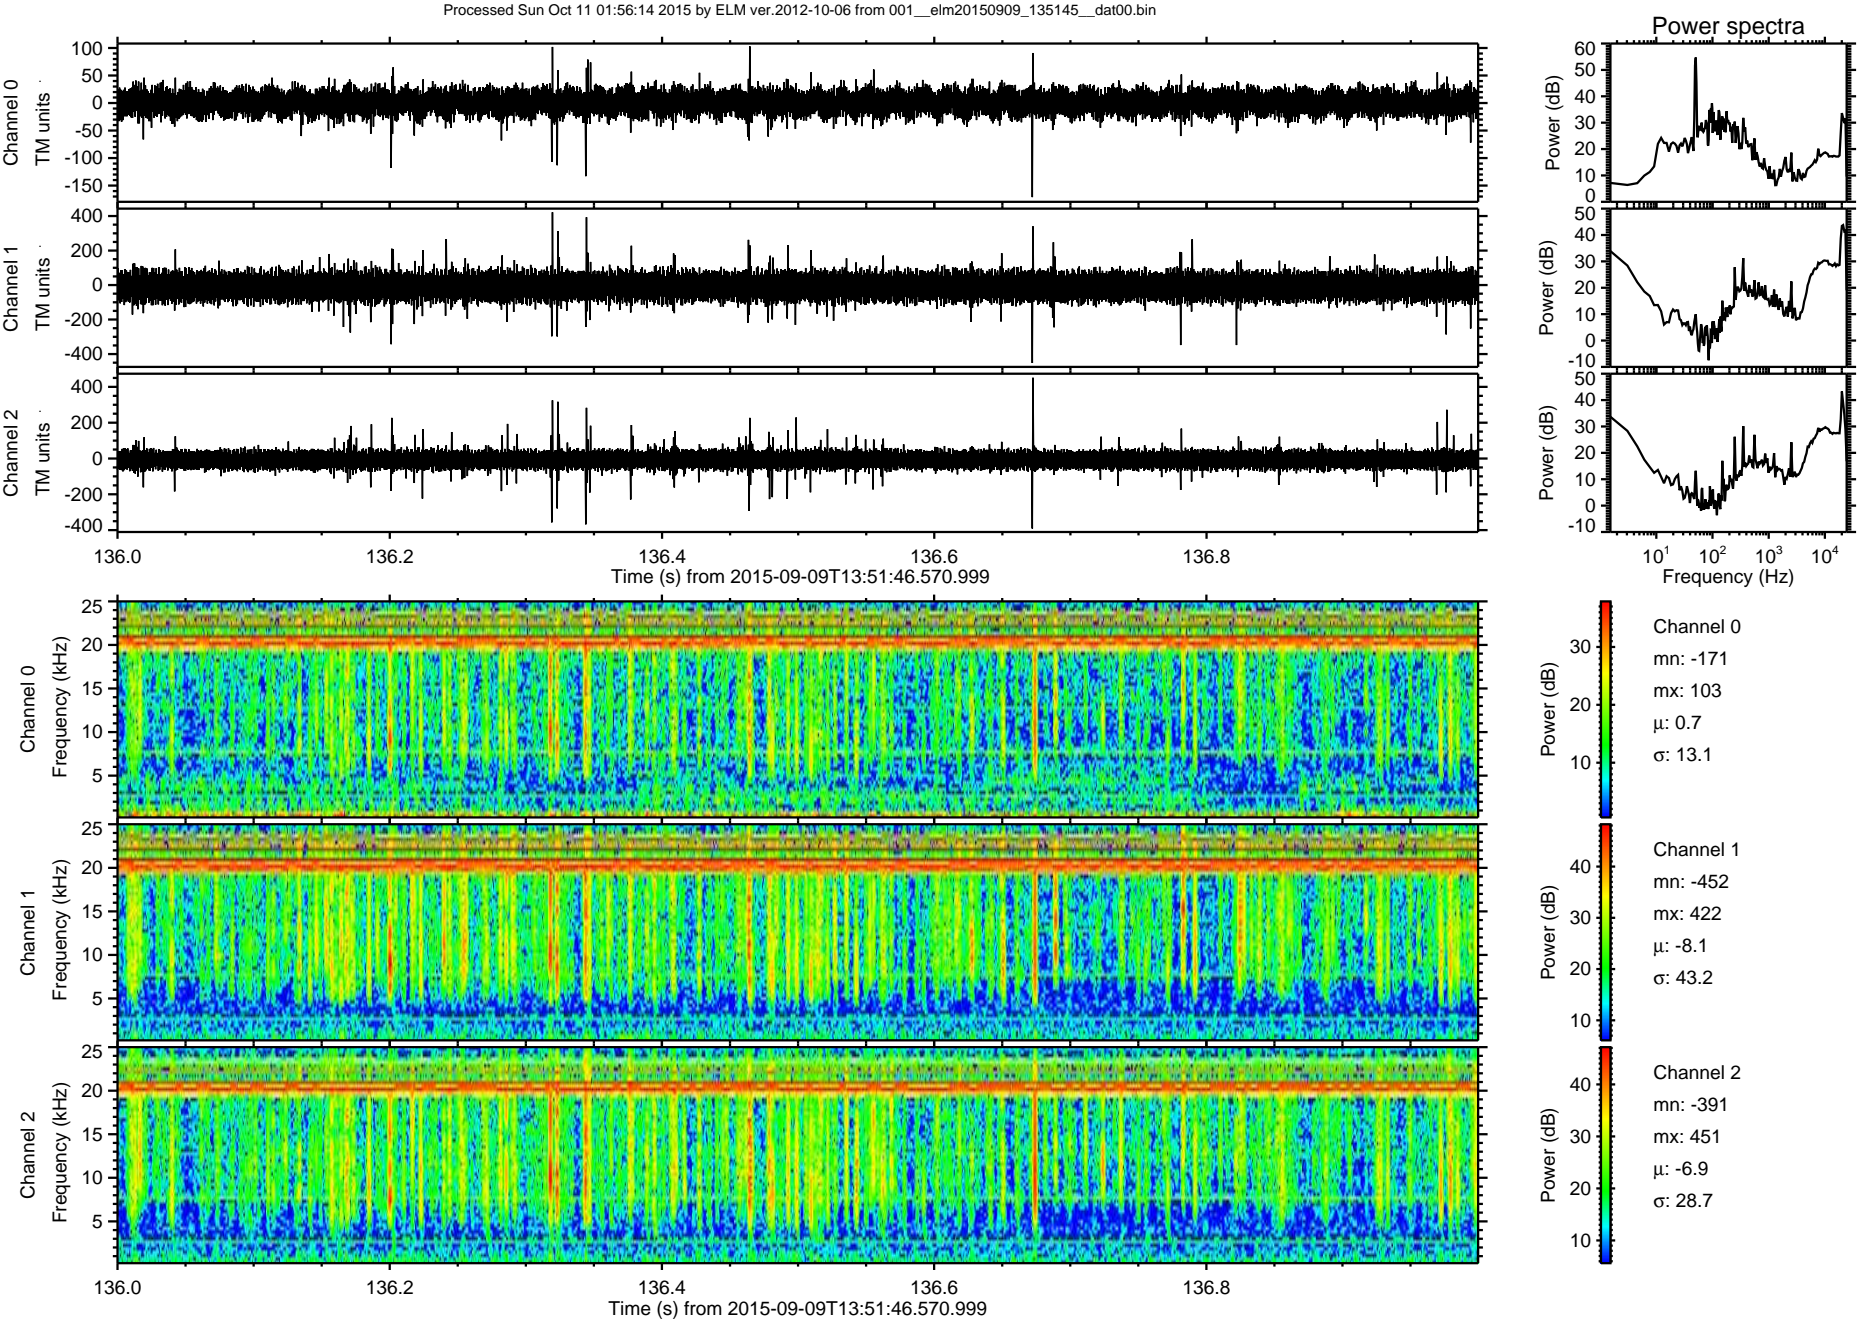 Processed Sun Oct 11 01:56:14 2015 by ELM ver.2012-10-06 from 001__elm20150909_135145__dat00.bin
Power spectra
Channel 0
TM units
100
50
0
-50
-100
-150
Power (dB)
60
50
40
30
20
10
0
Channel 1
TM units
400
200
0
-200
-400
Power (dB)
50
40
30
20
10
0
-10
Channel 2
TM units
400
200
0
-200
-400
Power (dB)
50
40
30
20
10
0
-10
136.0 136.2 136.4 136.6 136.8
Time (s) from 2015-09-09T13:51:46.570.999
10¹ 10² 10³ 10⁴
Frequency (Hz)
Channel 0
Frequency (kHz)
25
20
15
10
5
Power (dB)
30
20
10
Channel 0
mn: -171
mx: 103
μ: 0.7
σ: 13.1
Channel 1
Frequency (kHz)
25
20
15
10
5
Power (dB)
40
30
20
10
Channel 1
mn: -452
mx: 422
μ: -8.1
σ: 43.2
Channel 2
Frequency (kHz)
25
20
15
10
5
Power (dB)
40
30
20
10
Channel 2
mn: -391
mx: 451
μ: -6.9
σ: 28.7
136.0 136.2 136.4 136.6 136.8
Time (s) from 2015-09-09T13:51:46.570.999